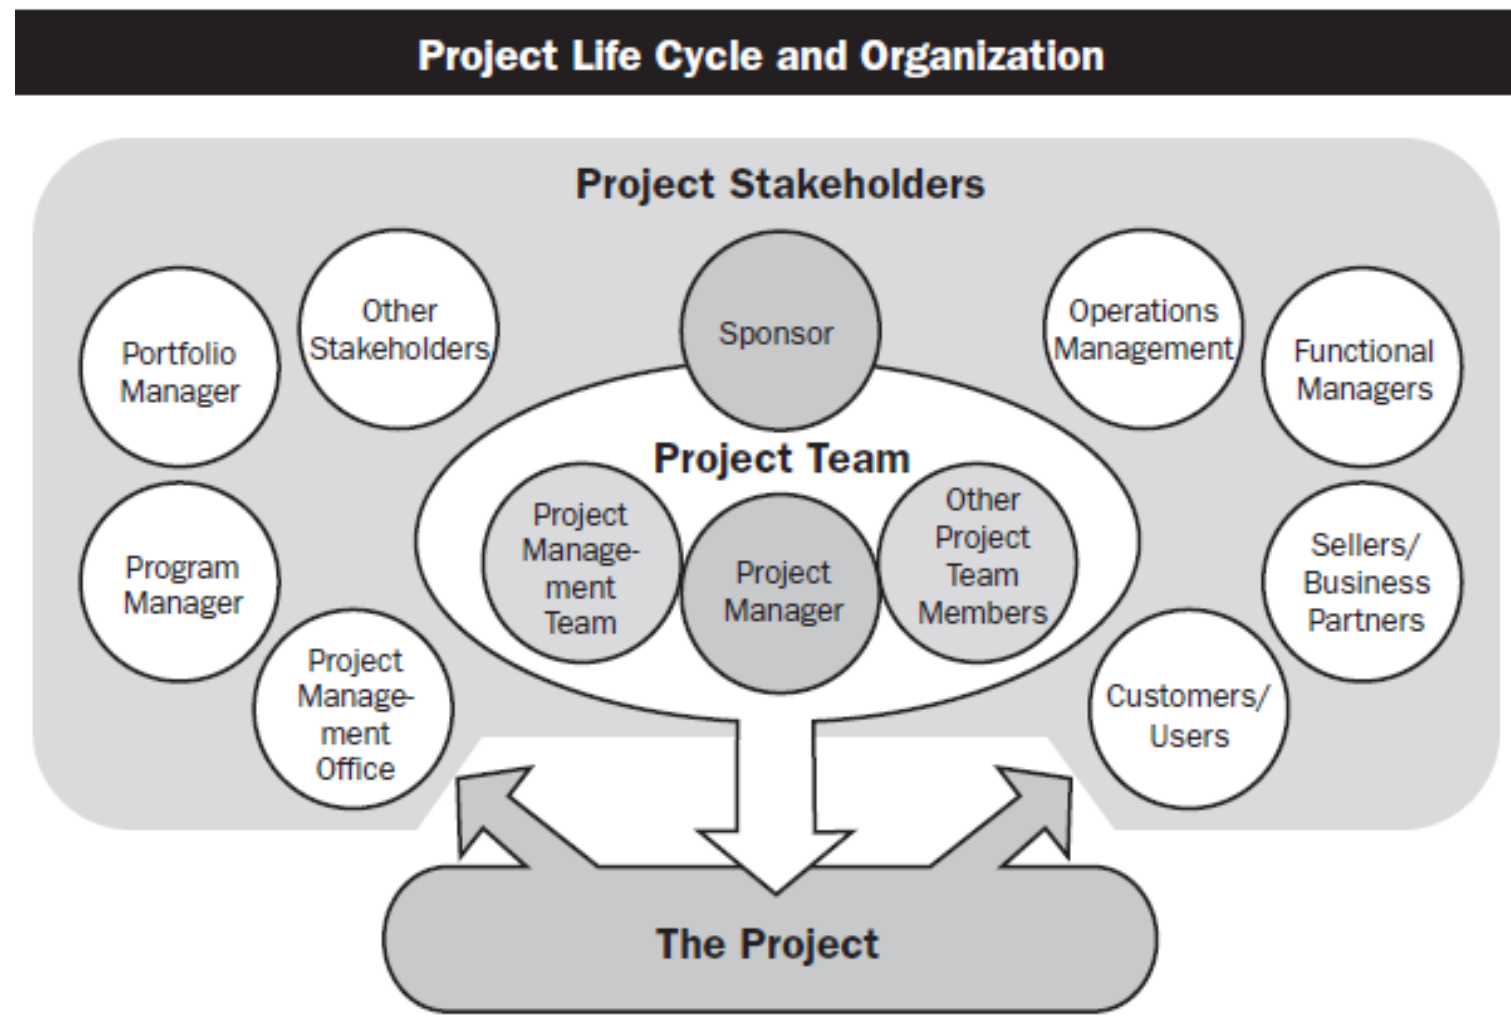 Project Life Cycle and Organization
Project Stakeholders
Portfolio
Manager
Other
Stakeholders
Sponsor
Operations
Management
Functional
Managers
Project Team
Program
Manager
Project
Manage-
ment
Team
Project
Manager
Other
Project
Team
Members
Sellers/
Business
Partners
Project
Manage-
ment
Office
Customers/
Users
The Project